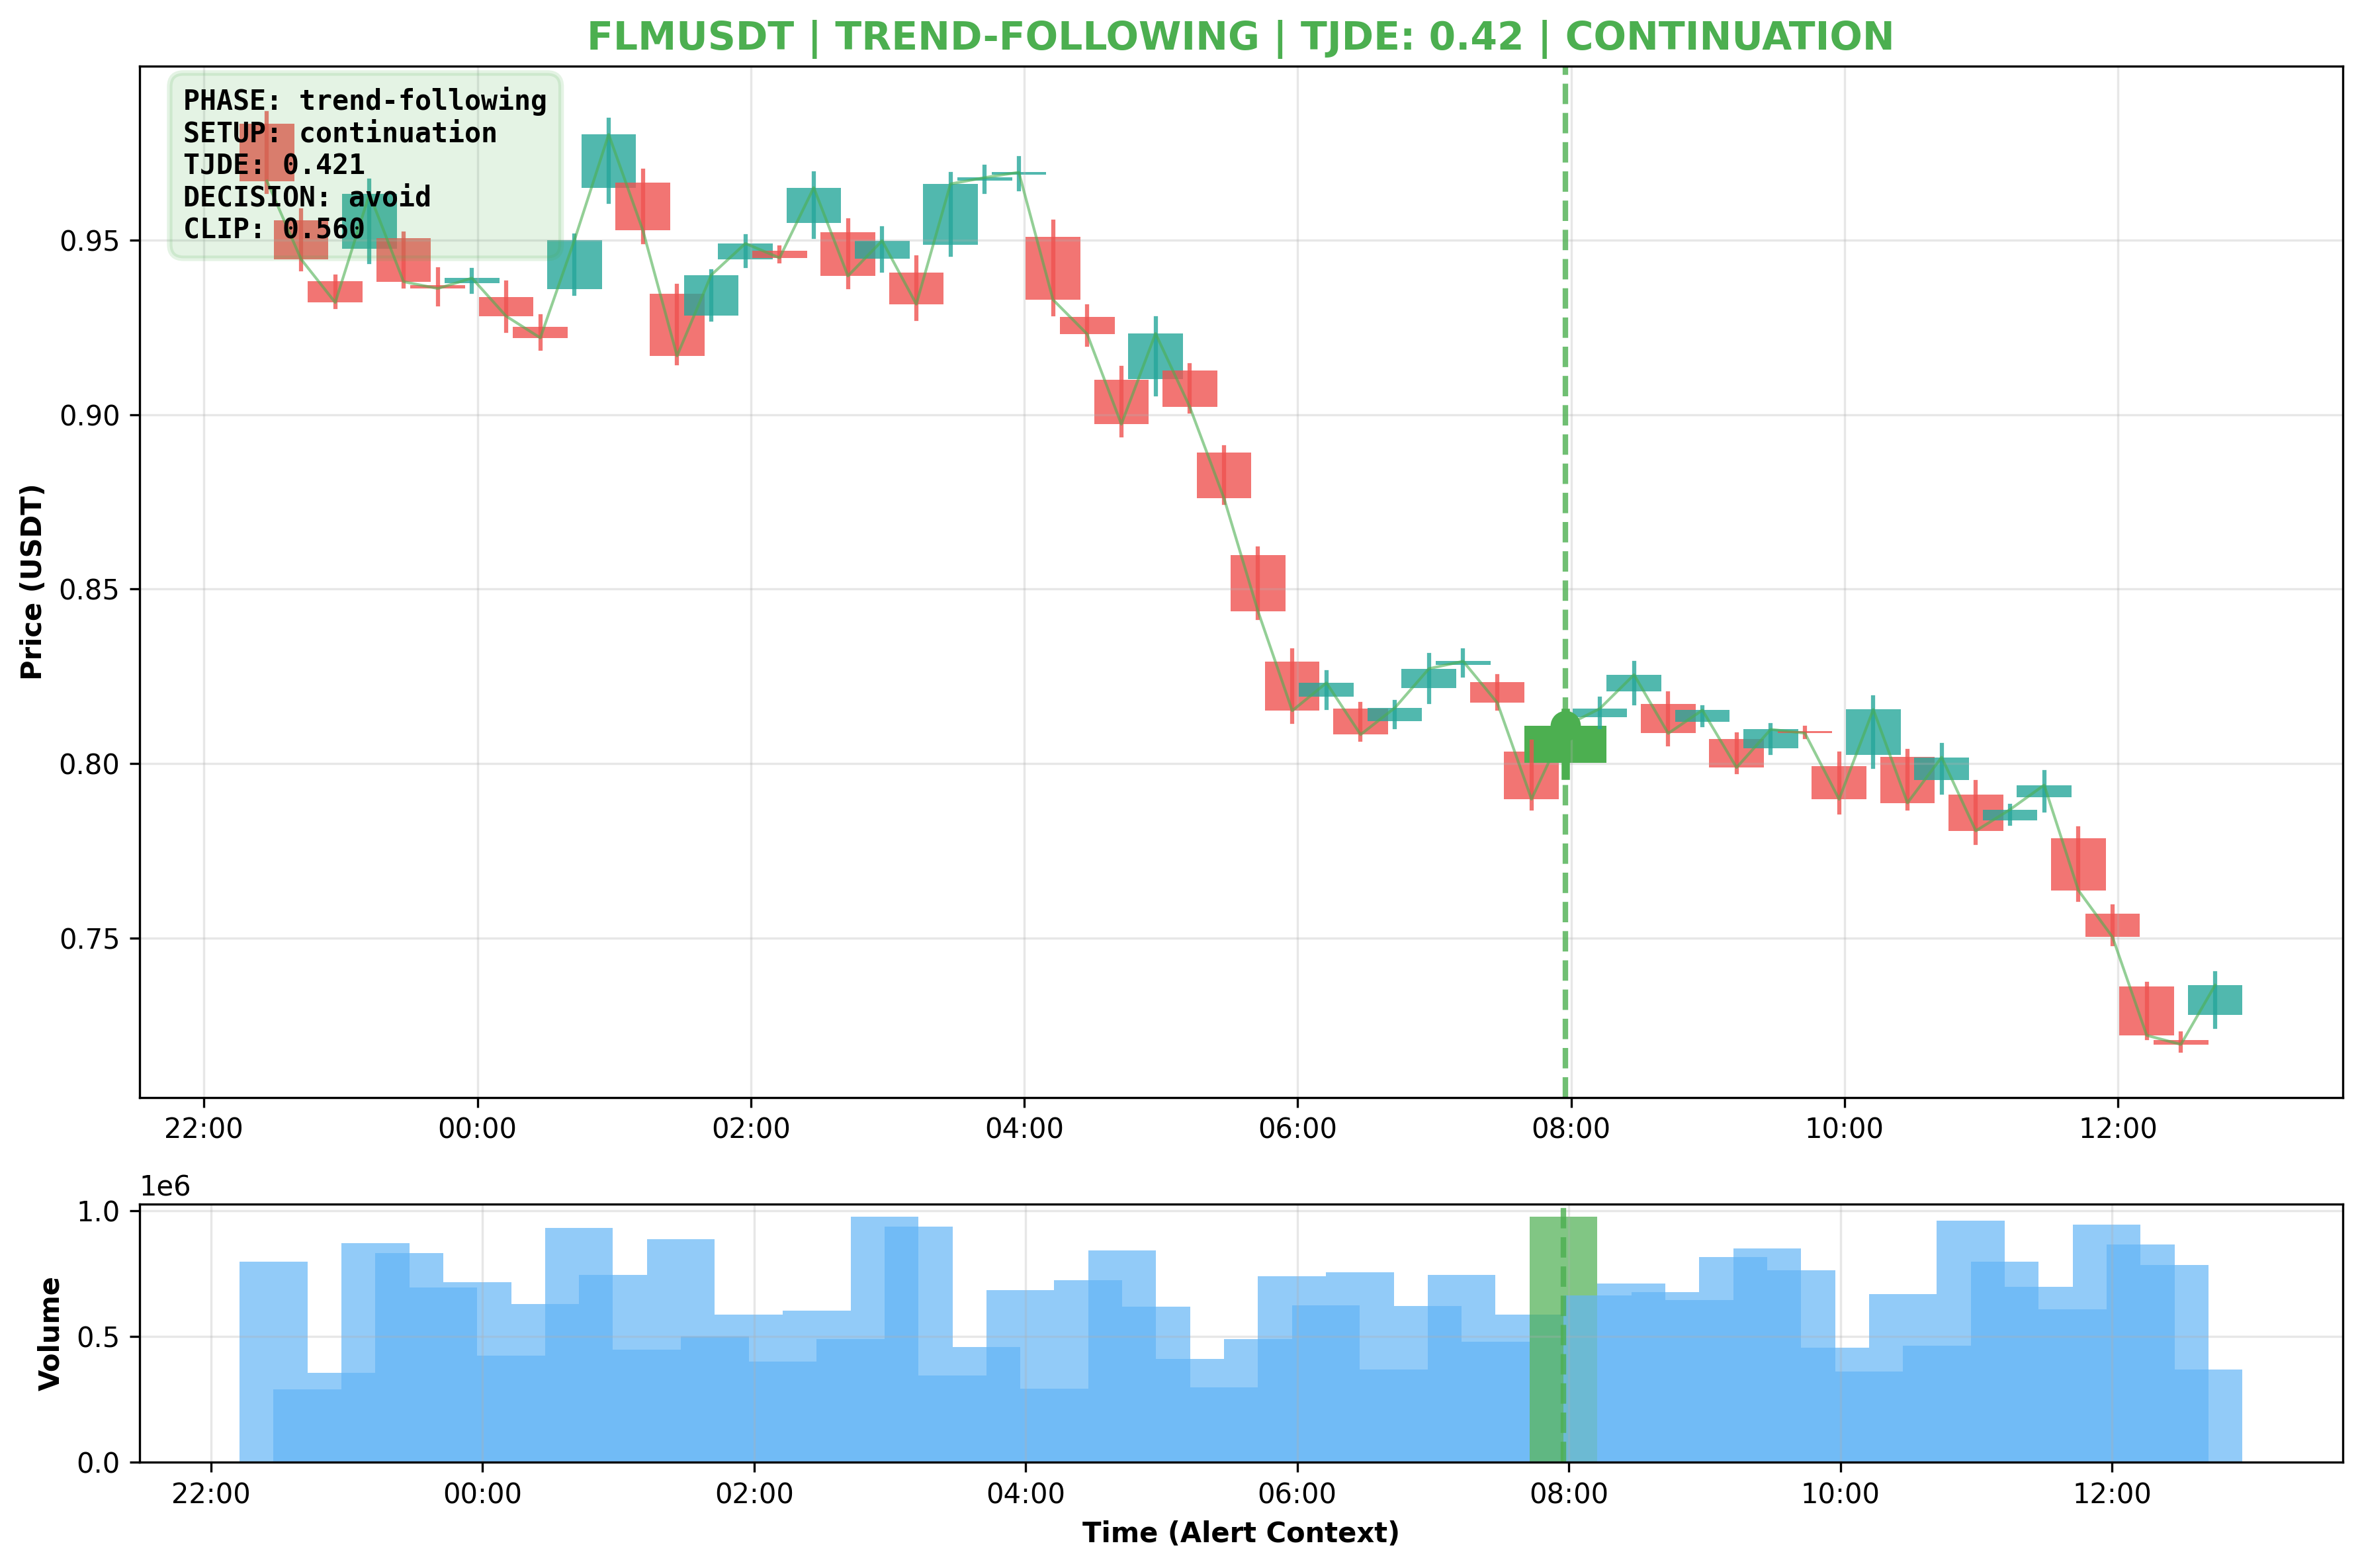 FLMUSDT | TREND-FOLLOWING | TJDE: 0.42 | CONTINUATION
PHASE: trend-following
SETUP: continuation
TJDE: 0.421
DECISION: avoid
CLIP: 0.560
Price (USDT)
0.95
0.90
0.85
0.80
0.75
22:00 00:00 02:00 04:00 06:00 08:00 10:00 12:00
1e6
Volume
1.0
0.5
0.0
22:00 00:00 02:00 04:00 06:00 08:00 10:00 12:00
Time (Alert Context)